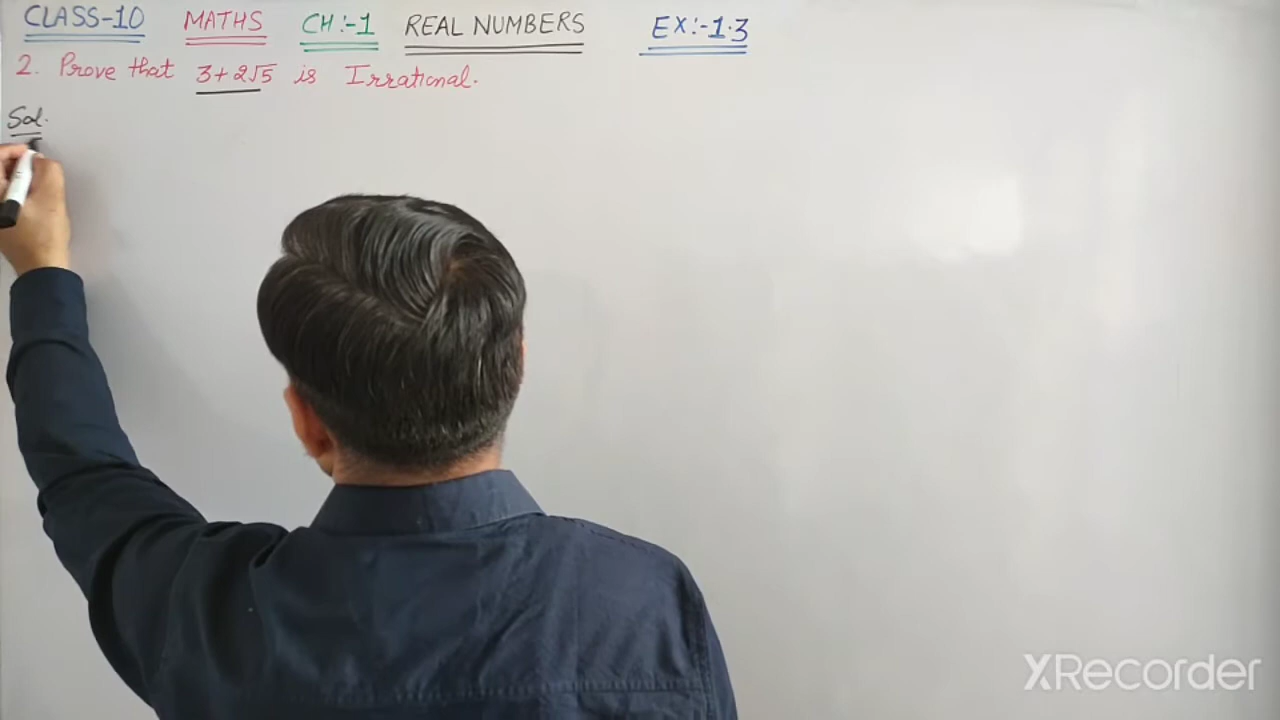 CLASS-10 MATHS CH:-1 REAL NUMBERS EX:-1.3
2. Prove that 3+2√5 is Irrational.
Sol.
XRecorder